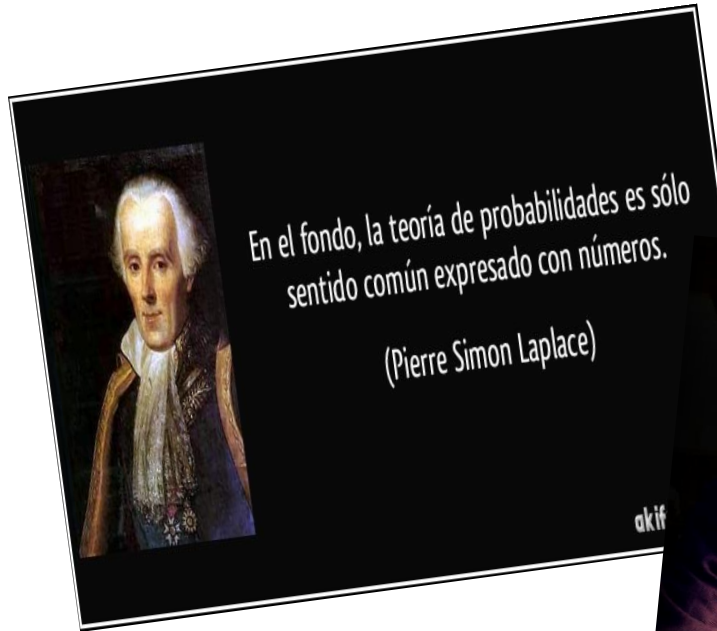 En el fondo, la teoría de probabilidades es sólo
sentido común expresado con números.
(Pierre Simon Laplace)
akif